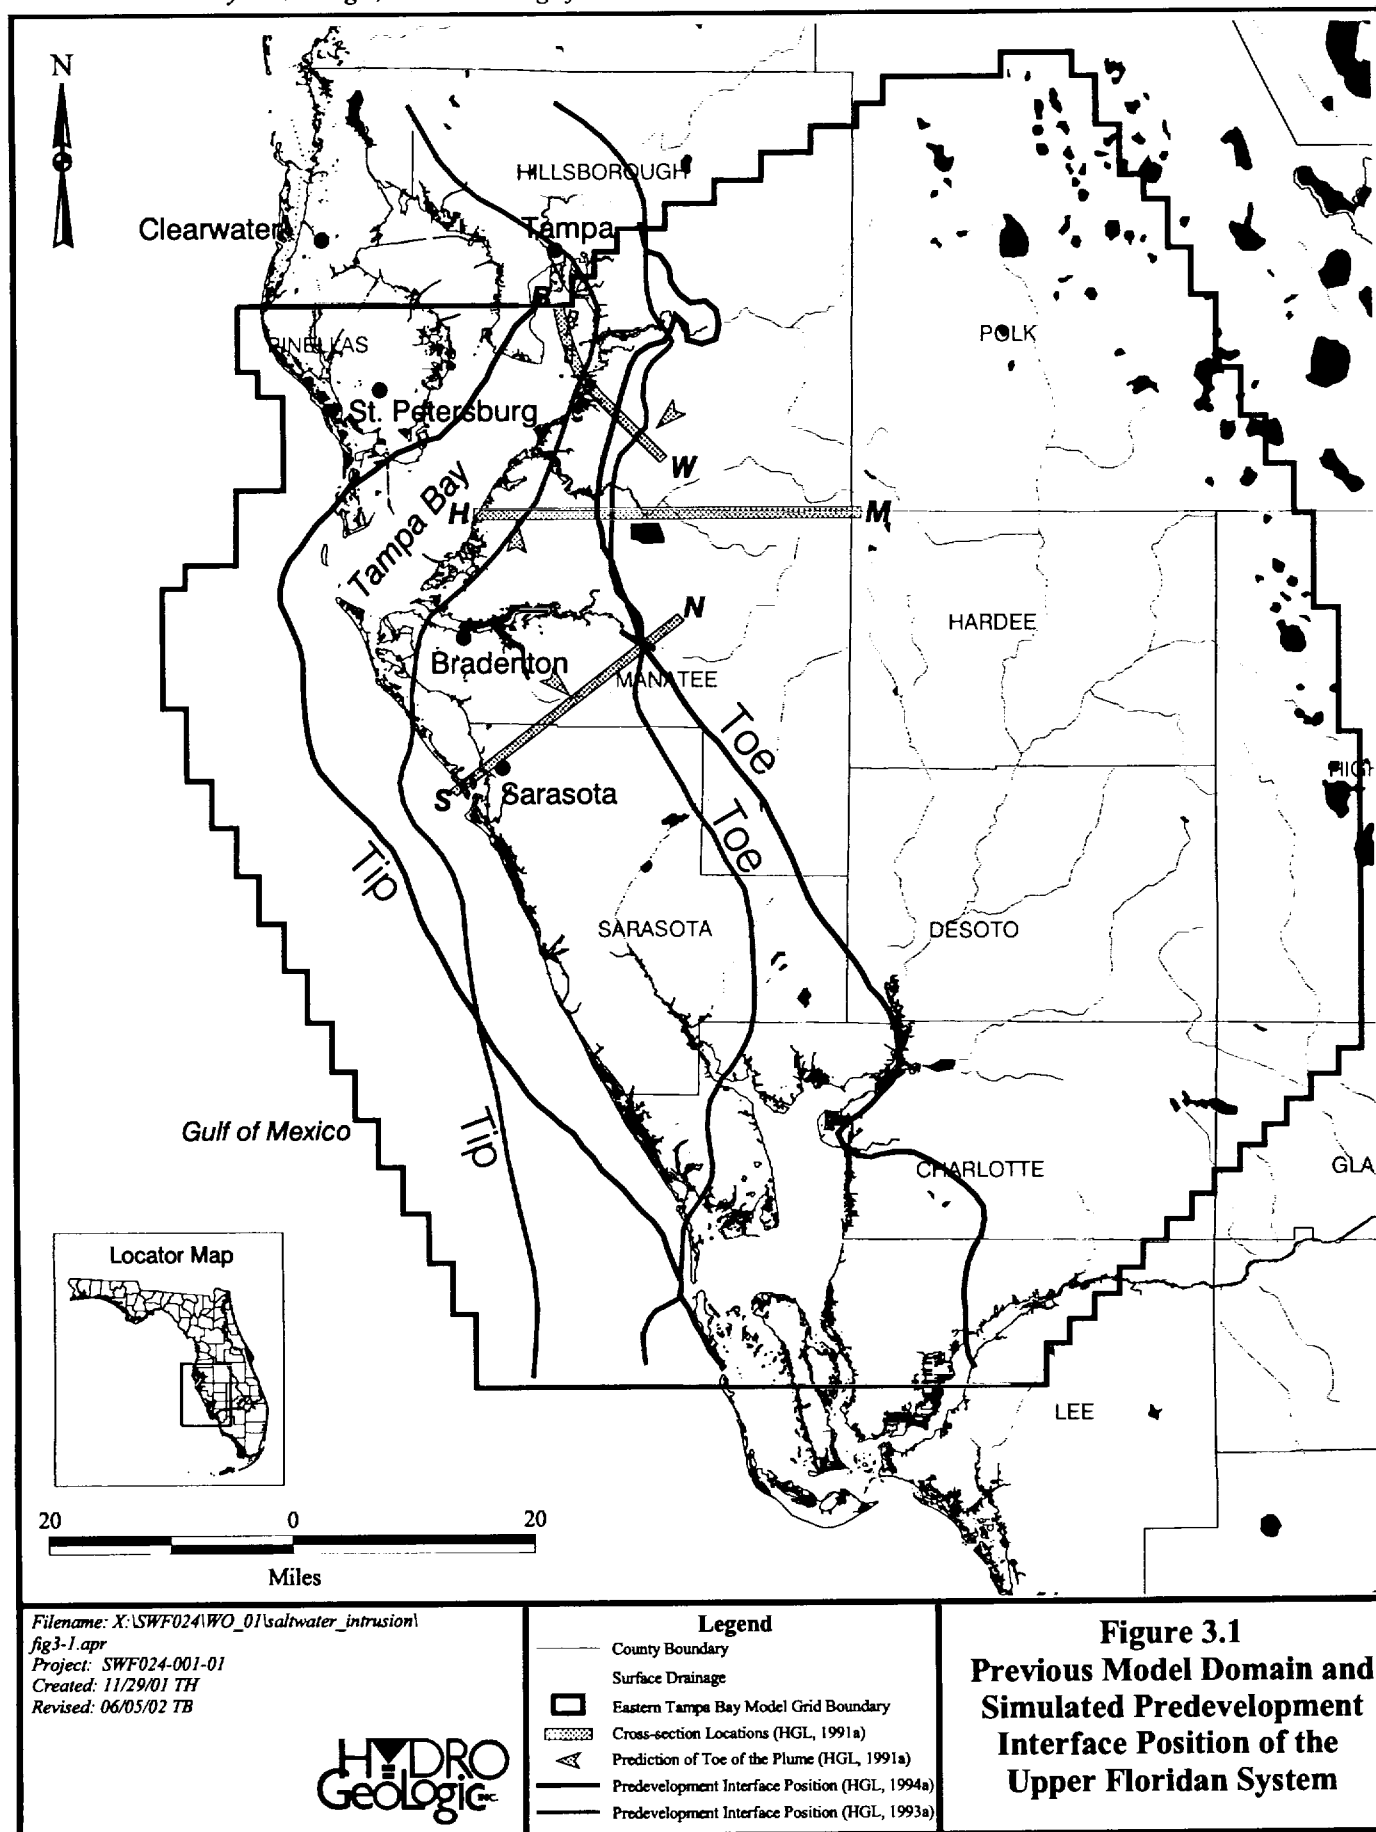 N
HILLSBOROUGH
Clearwater
Tampa
B
PINELLAS
POLK
St. Petersburg
W
Tampa Bay
H
M
N
HARDEE
Bradenton
MANATEE
Toe
HIGH
S
Sarasota
Toe
Tip
SARASOTA
DESOTO
Gulf of Mexico
Tip
CHARLOTTE
GLA
Locator Map
LEE
20 0 20
Miles
Filename: X:\SWF024\WO_01\saltwater_intrusion\
fig3-1.apr
Project: SWF024-001-01
Created: 11/29/01 TH
Revised: 06/05/02 TB
HYDRO
GeoLogic INC.
Legend
County Boundary
Surface Drainage
Eastern Tampa Bay Model Grid Boundary
Cross-section Locations (HGL, 1991a)
Prediction of Toe of the Plume (HGL, 1991a)
Predevelopment Interface Position (HGL, 1994a)
Predevelopment Interface Position (HGL, 1993a)
Figure 3.1
Previous Model Domain and
Simulated Predevelopment
Interface Position of the
Upper Floridan System